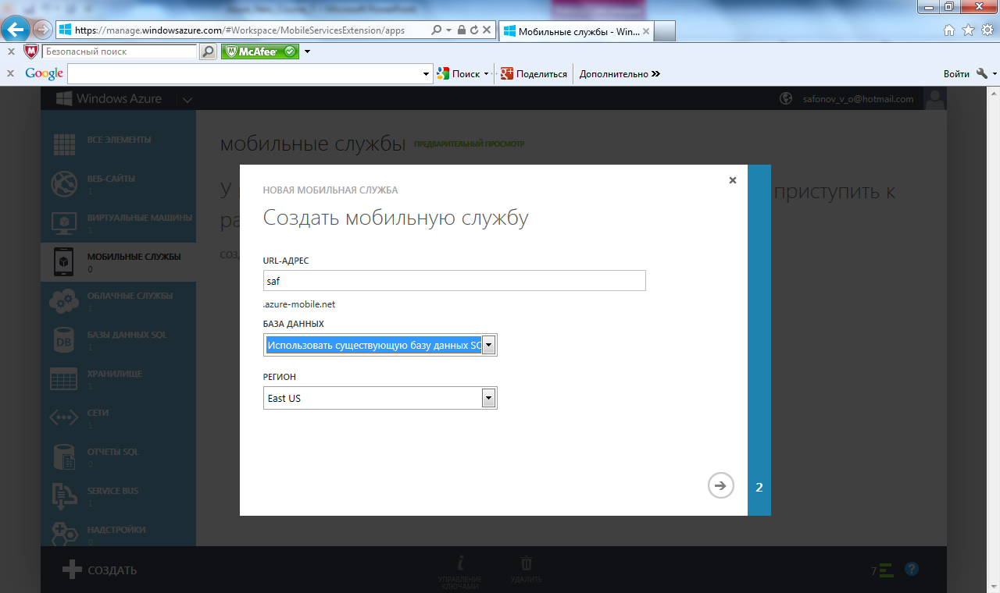 https://manage.windowsazure.com/#Workspace/MobileServicesExtension/apps
Мобильные службы - Win...
Безопасный поиск
McAfee
Google
Поиск
Поделиться
Дополнительно
Войти
Windows Azure
safonov_v_o@hotmail.com
ВСЕ ЭЛЕМЕНТЫ
ВЕБ-САЙТЫ
1
ВИРТУАЛЬНЫЕ МАШИНЫ
1
МОБИЛЬНЫЕ СЛУЖБЫ
0
ОБЛАЧНЫЕ СЛУЖБЫ
1
DB
БАЗЫ ДАННЫХ SQL
1
ХРАНИЛИЩЕ
1
СЕТИ
1
ОТЧЕТЫ SQL
0
SERVICE BUS
1
НАДСТРОЙКИ
0
мобильные службы ПРЕДВАРИТЕЛЬНЫЙ ПРОСМОТР
У
приступить к
ра
СОЗ
НОВАЯ МОБИЛЬНАЯ СЛУЖБА
Создать мобильную службу
URL-АДРЕС
saf
.azure-mobile.net
БАЗА ДАННЫХ
Использовать существующую базу данных SQ
РЕГИОН
East US
2
СОЗДАТЬ
УПРАВЛЕНИЕ
КЛЮЧАМИ
УДАЛИТЬ
7
?